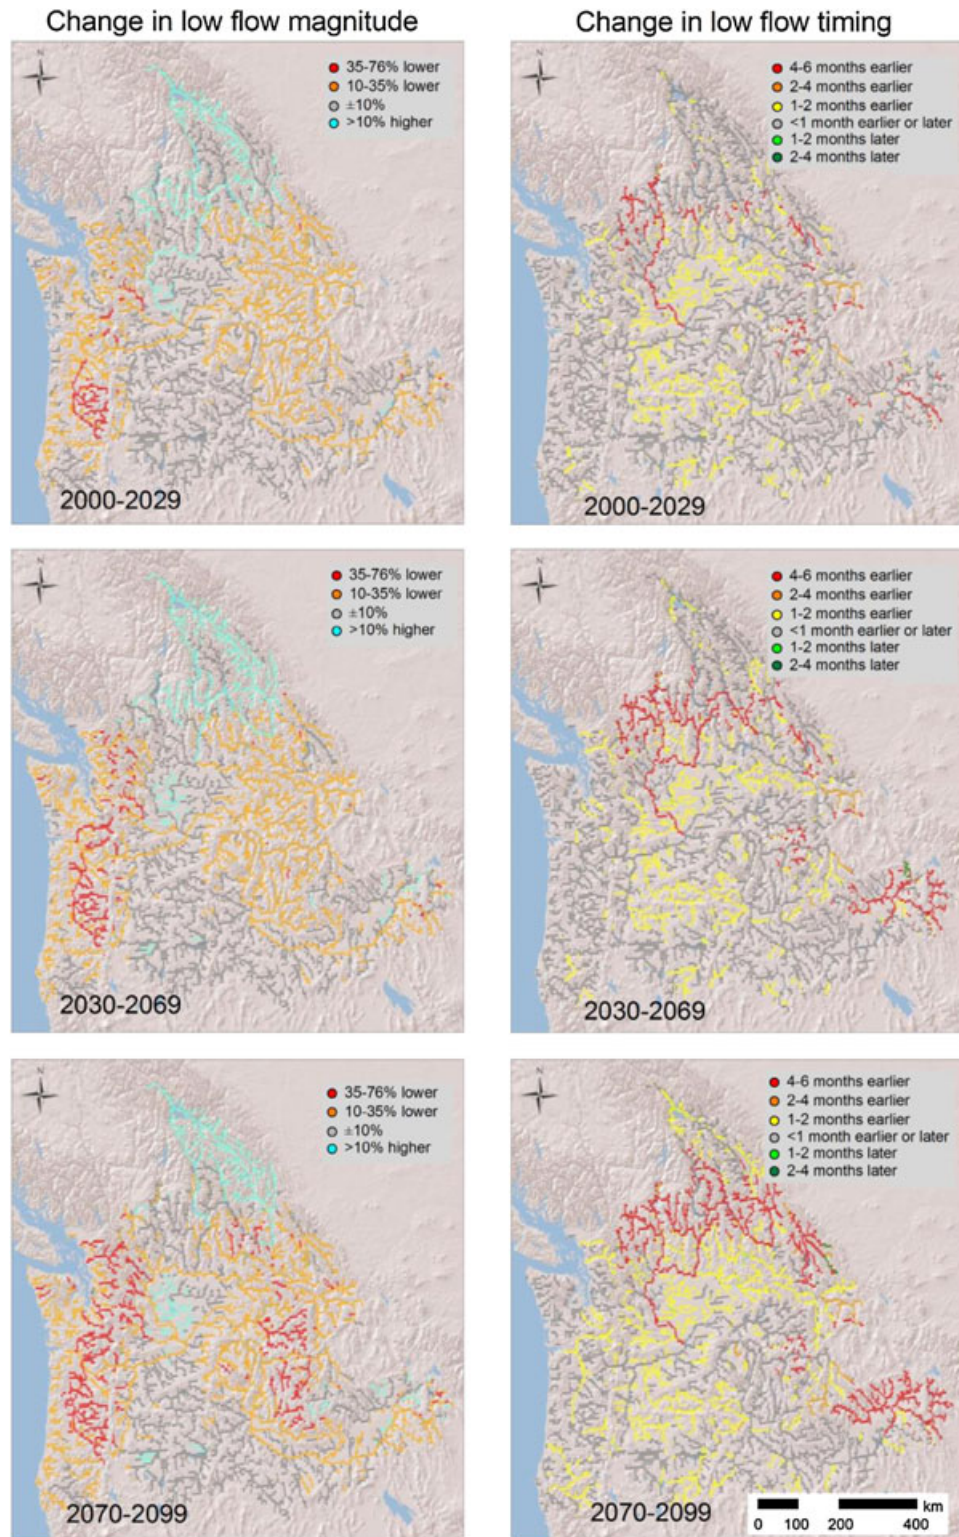 Change in low flow magnitude
Change in low flow timing
N
35-76% lower
10-35% lower
±10%
>10% higher
2000-2029
N
4-6 months earlier
2-4 months earlier
1-2 months earlier
<1 month earlier or later
1-2 months later
2-4 months later
2000-2029
N
35-76% lower
10-35% lower
±10%
>10% higher
2030-2069
N
4-6 months earlier
2-4 months earlier
1-2 months earlier
<1 month earlier or later
1-2 months later
2-4 months later
2030-2069
N
35-76% lower
10-35% lower
±10%
>10% higher
2070-2099
N
4-6 months earlier
2-4 months earlier
1-2 months earlier
<1 month earlier or later
1-2 months later
2-4 months later
2070-2099
km
0 100 200 400